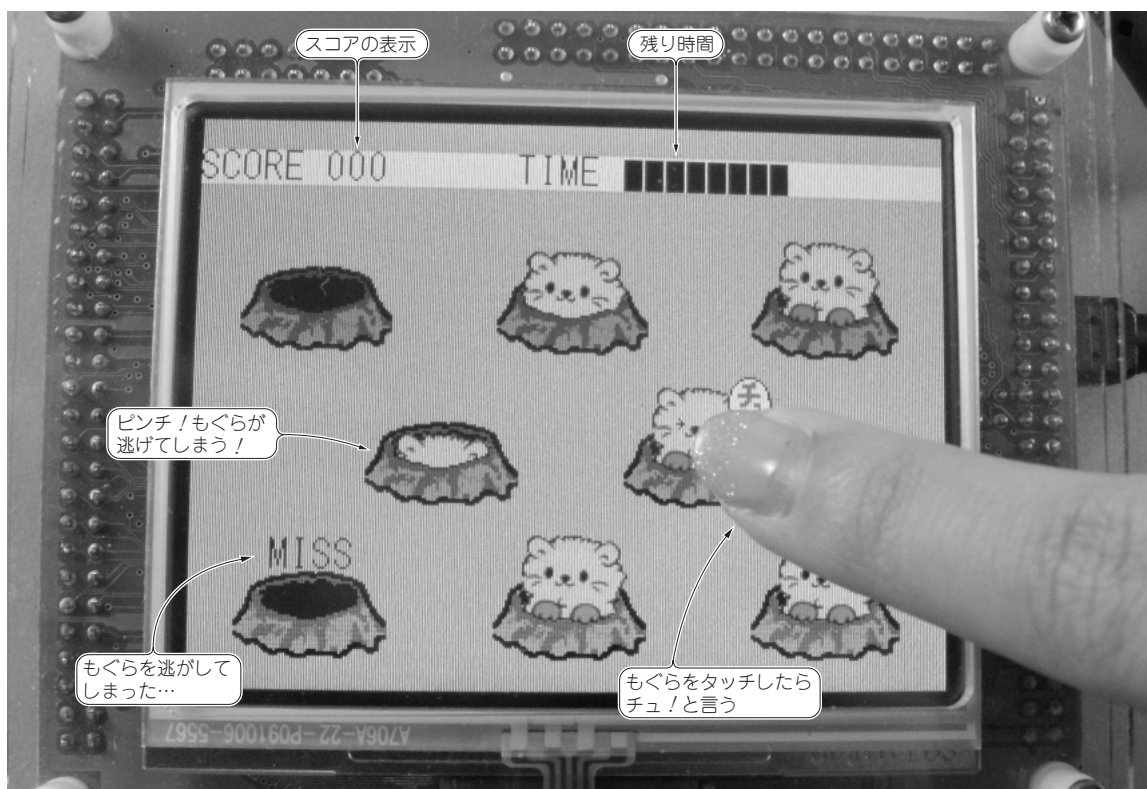 スコアの表示
残り時間
SCORE 000
TIME
チ
ピンチ！もぐらが
逃げてしまう！
MISS
もぐらを逃がして
しまった…
もぐらをタッチしたら
チュ！と言う
A706A-22-P091006-5567